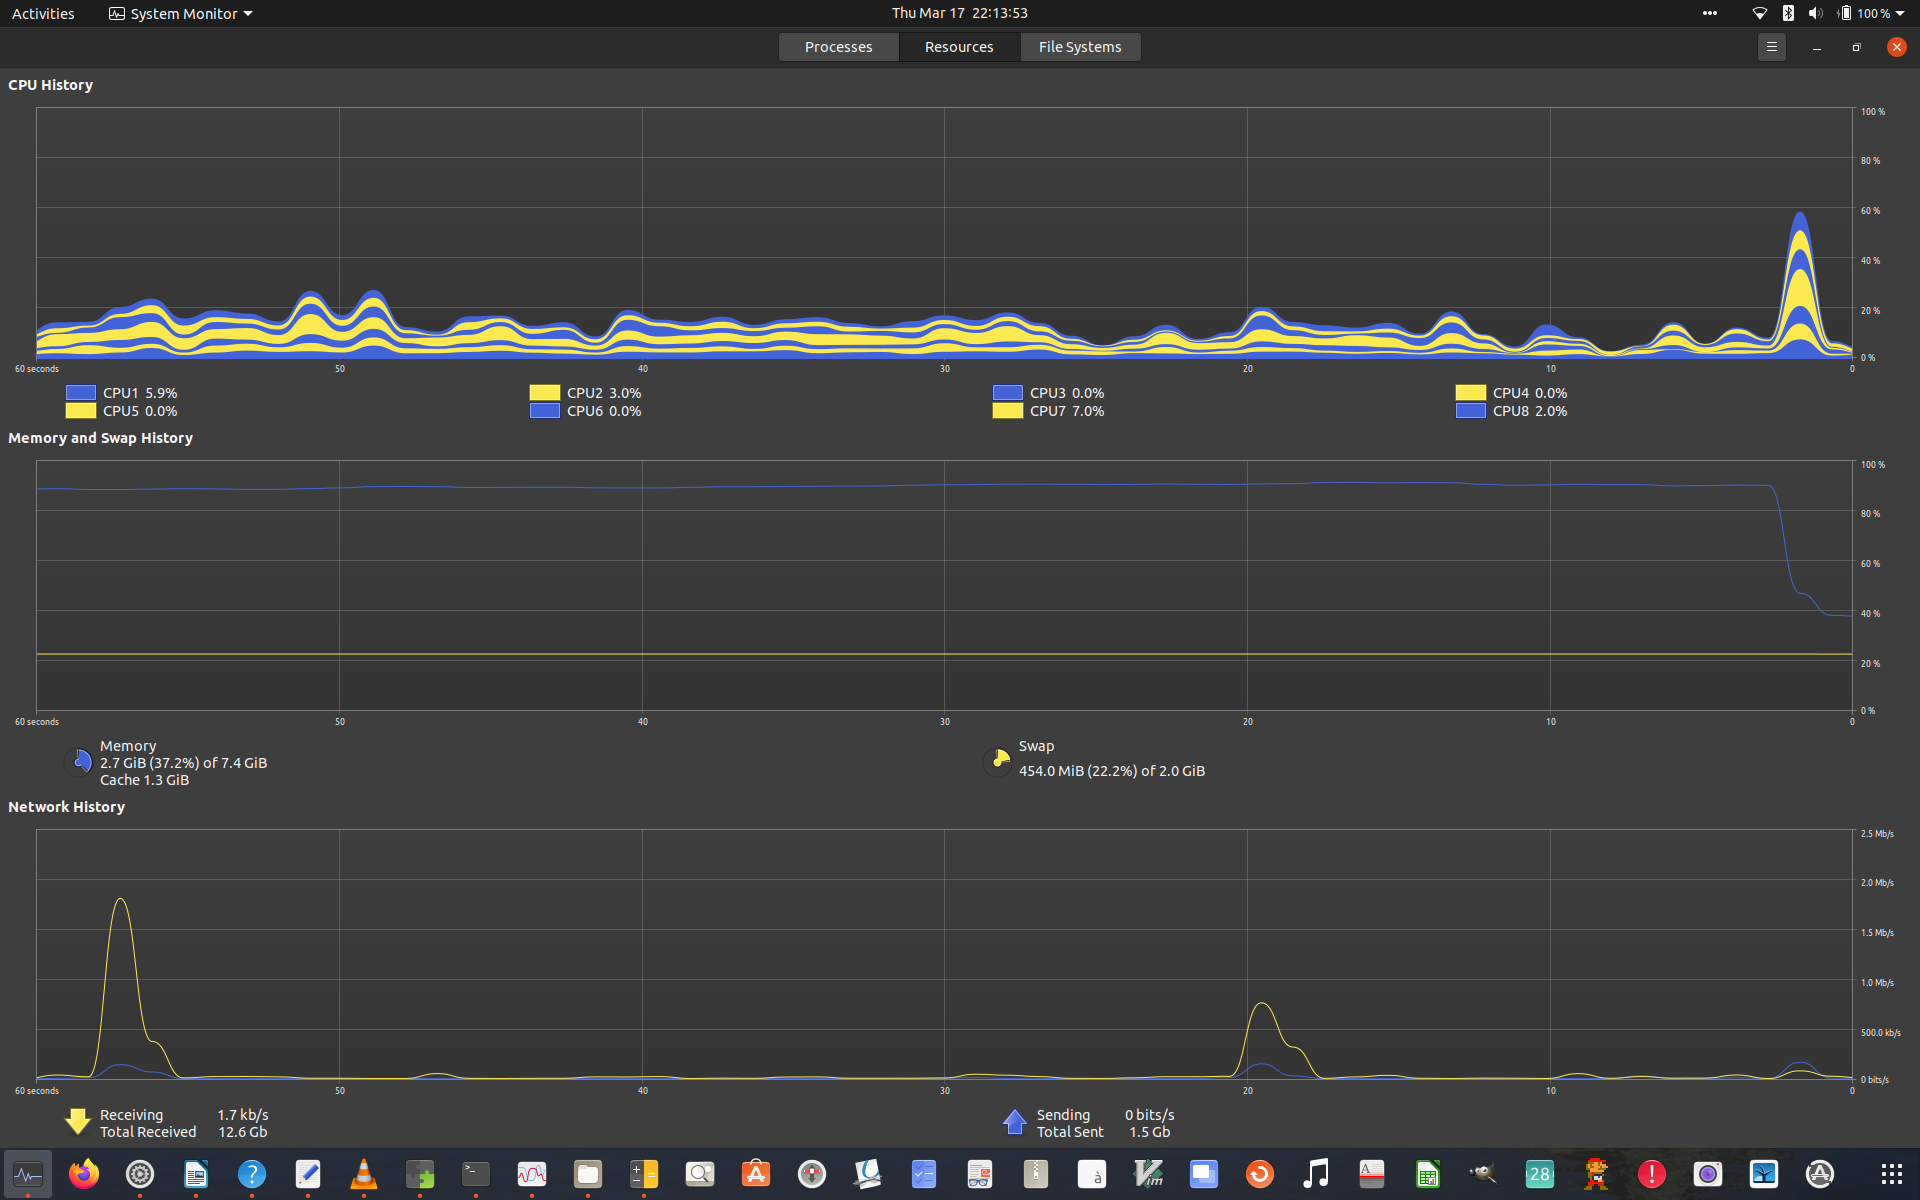 Activities System Monitor Thu Mar 17 22:13:53 100 %
Processes Resources File Systems
CPU History
100 %
80 %
60 %
40 %
20 %
0 %
60 seconds 50 40 30 20 10 0
CPU1 5.9% CPU2 3.0% CPU3 0.0% CPU4 0.0%
CPU5 0.0% CPU6 0.0% CPU7 7.0% CPU8 2.0%
Memory and Swap History
100 %
80 %
60 %
40 %
20 %
0 %
60 seconds 50 40 30 20 10 0
Memory
2.7 GiB (37.2%) of 7.4 GiB
Cache 1.3 GiB
Swap
454.0 MiB (22.2%) of 2.0 GiB
Network History
2.5 Mb/s
2.0 Mb/s
1.5 Mb/s
1.0 Mb/s
500.0 kb/s
0 bits/s
60 seconds 50 40 30 20 10 0
Receiving 1.7 kb/s
Total Received 12.6 Gb
Sending 0 bits/s
Total Sent 1.5 Gb
? >_ à Vim A 28 !